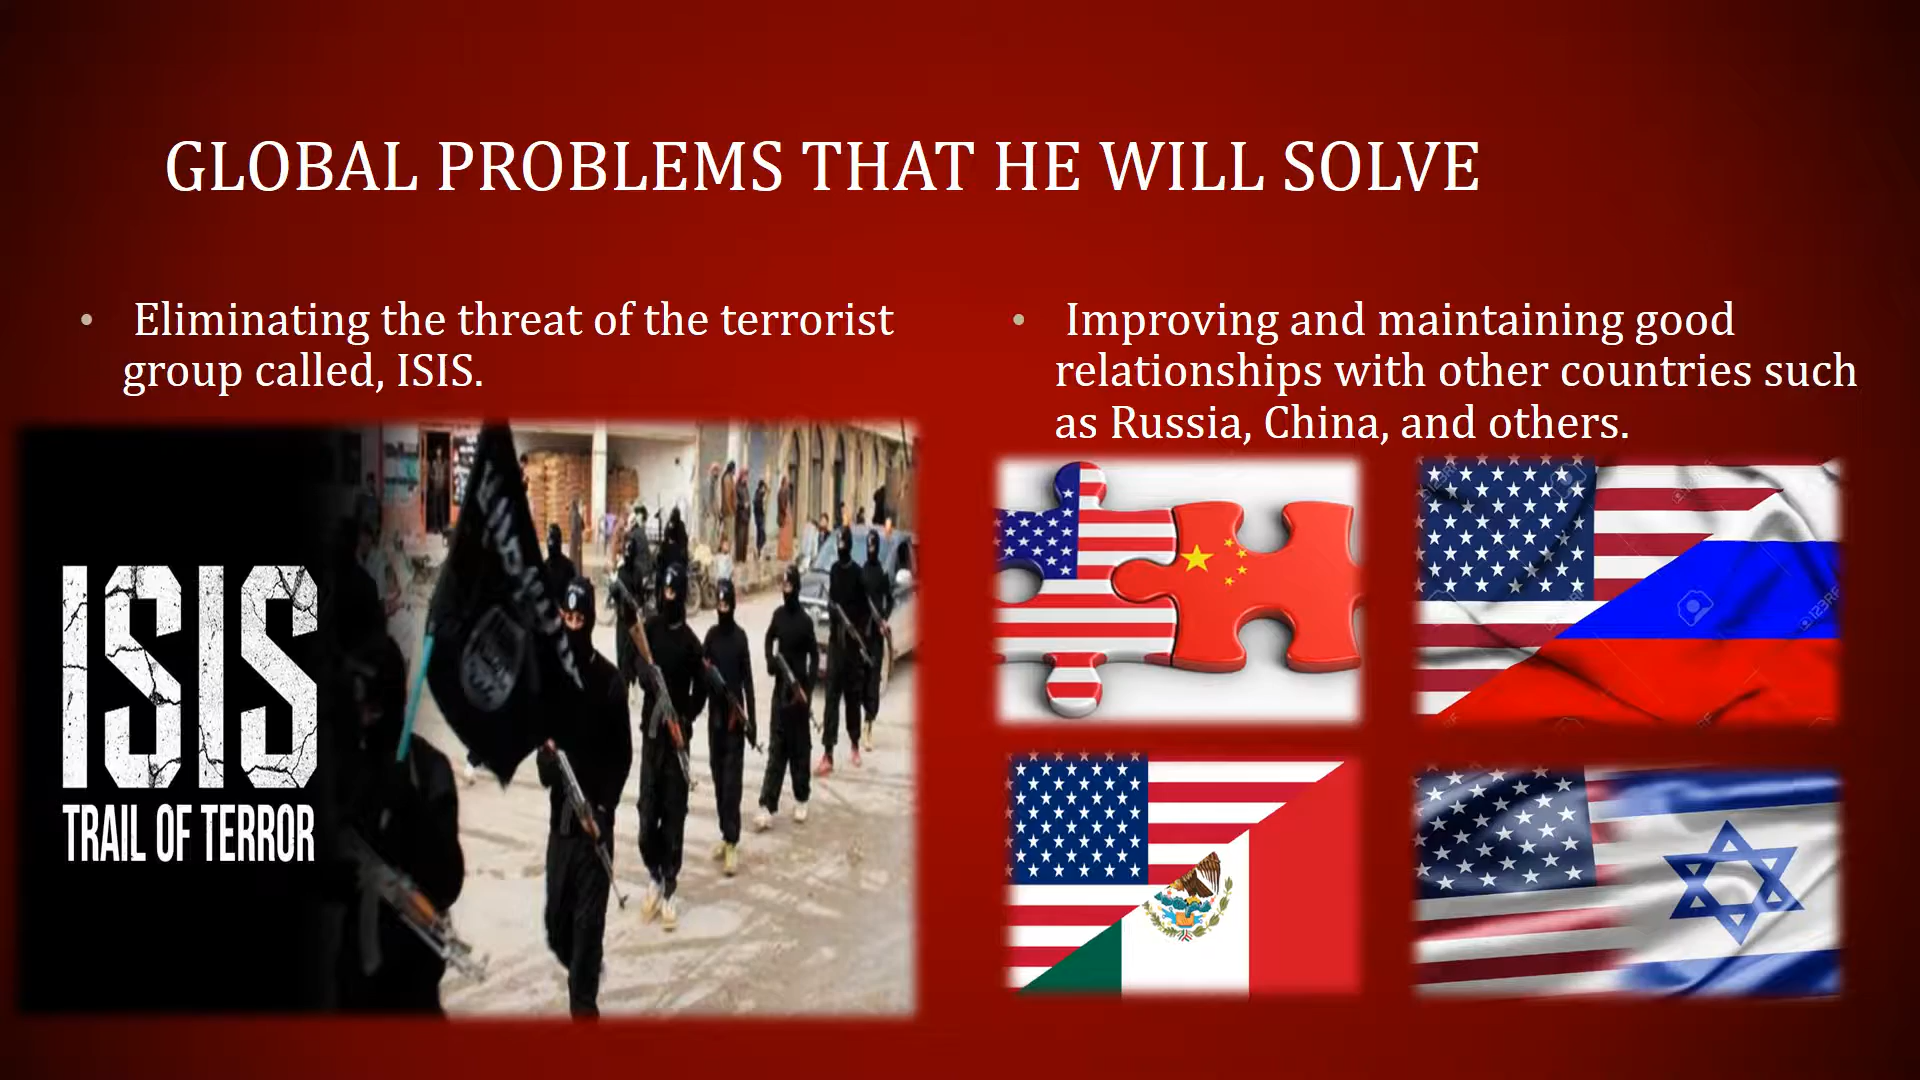 GLOBAL PROBLEMS THAT HE WILL SOLVE
• Eliminating the threat of the terrorist
group called, ISIS.
• Improving and maintaining good
relationships with other countries such
as Russia, China, and others.
ISIS
TRAIL OF TERROR
123RF